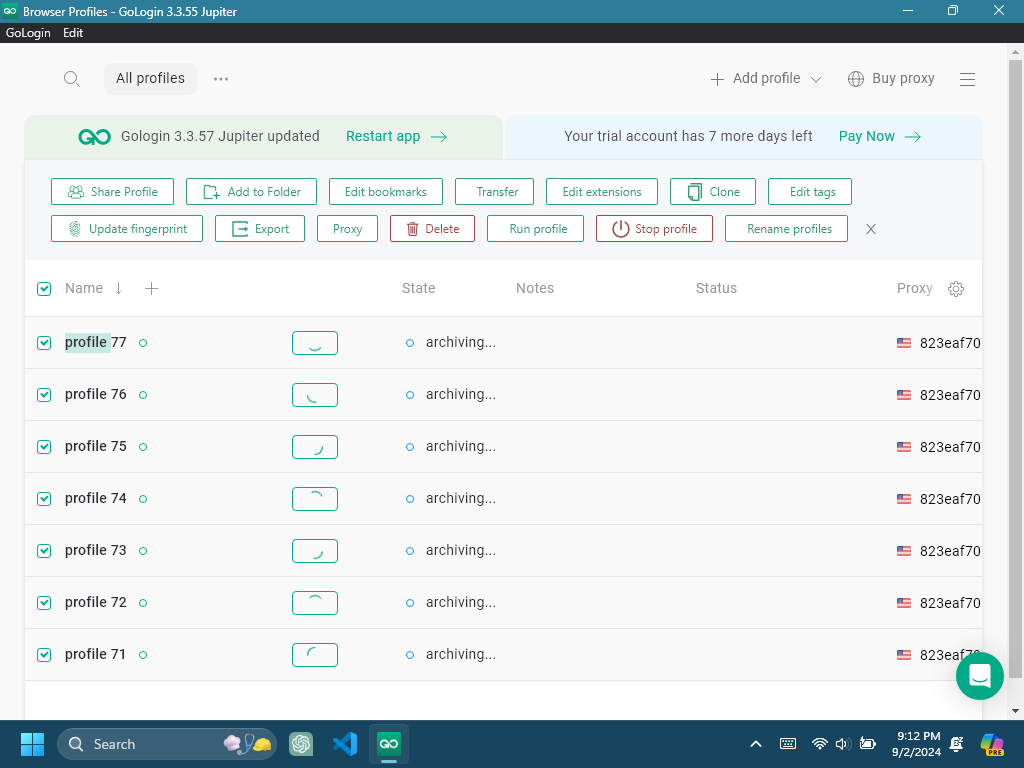 Browser Profiles - GoLogin 3.3.55 Jupiter
GoLogin Edit
All profiles
Add profile
Buy proxy
Gologin 3.3.57 Jupiter updated Restart app
Your trial account has 7 more days left Pay Now
Share Profile Add to Folder Edit bookmarks Transfer Edit extensions Clone Edit tags
Update fingerprint Export Proxy Delete Run profile Stop profile Rename profiles
Name State Notes Status Proxy
profile 77 archiving... 823eaf70
profile 76 archiving... 823eaf70
profile 75 archiving... 823eaf70
profile 74 archiving... 823eaf70
profile 73 archiving... 823eaf70
profile 72 archiving... 823eaf70
profile 71 archiving... 823eaf70
Search
GO
9:12 PM
9/2/2024
PRE